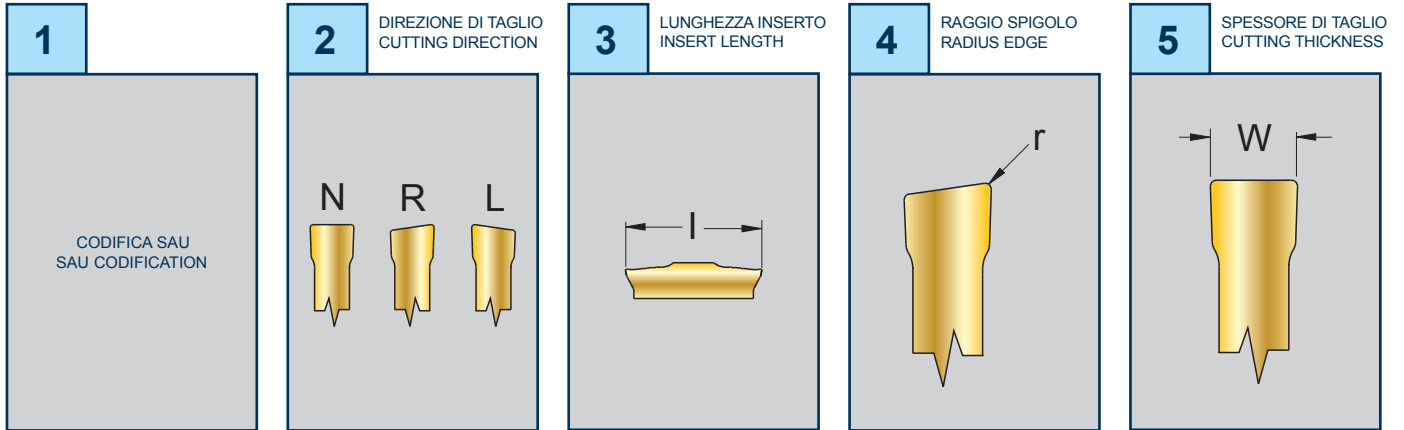 1
CODIFICA SAU
SAU CODIFICATION
2
DIREZIONE DI TAGLIO
CUTTING DIRECTION
N R L
3
LUNGHEZZA INSERTO
INSERT LENGTH
l
4
RAGGIO SPIGOLO
RADIUS EDGE
r
5
SPESSORE DI TAGLIO
CUTTING THICKNESS
W